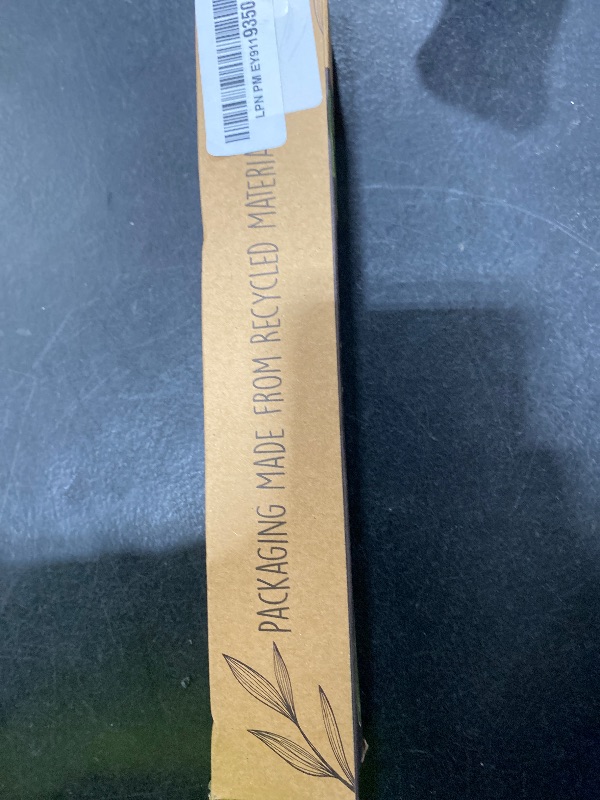 LPN PM EY9119350
PACKAGING MADE FROM RECYCLED MATERIA